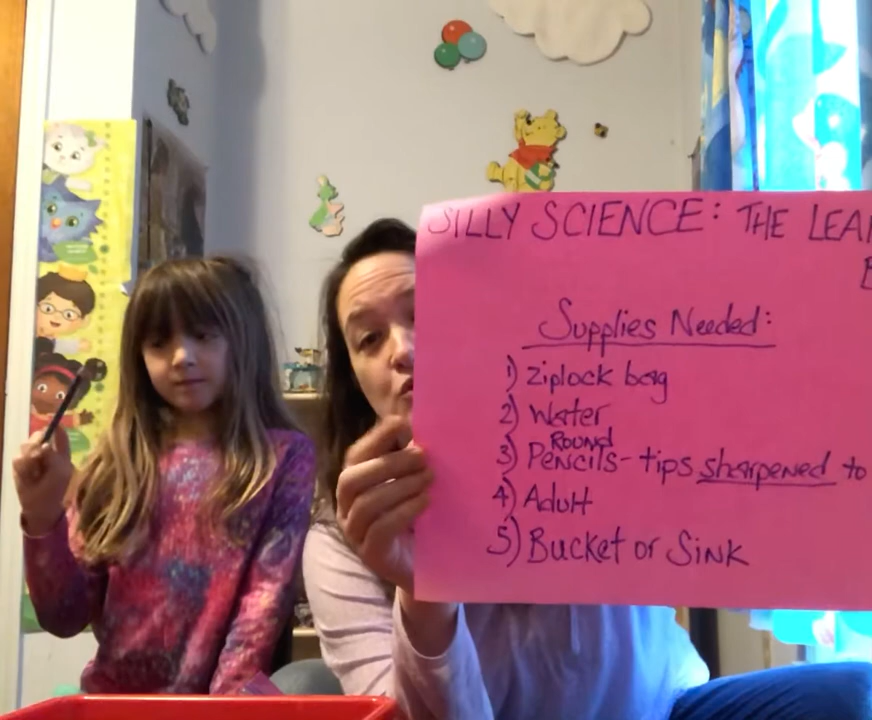 SILLY SCIENCE: THE
Supplies Needed:
1) Ziplock bag
2) Water
ROUND
3) Pencils - tips sharpened to
4) Adult
5) Bucket or Sink